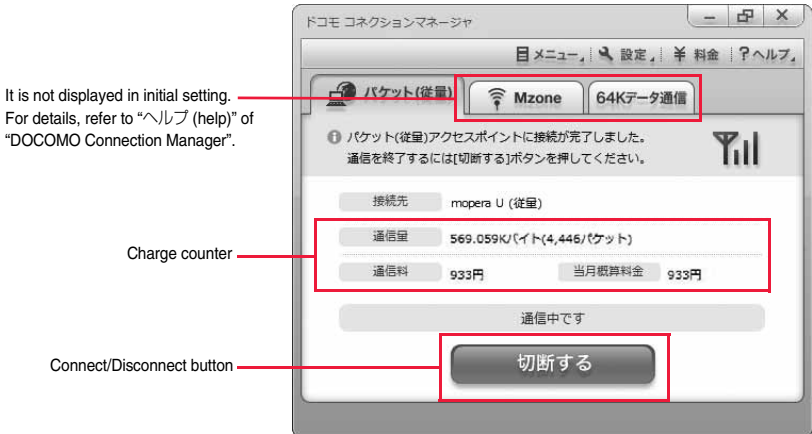 ドコモ コネクションマネージャ
メニュー 設定 ¥ 料金 ? ヘルプ
パケット(従量) Mzone 64Kデータ通信
It is not displayed in initial setting.
For details, refer to “ヘルプ (help)” of
“DOCOMO Connection Manager”.
パケット(従量)アクセスポイントに接続が完了しました。
通信を終了するには[切断する]ボタンを押してください。
接続先 mopera U (従量)
通信量 569.059Kバイト(4,446パケット)
Charge counter
通信料 933円 当月概算料金 933円
通信中です
Connect/Disconnect button
切断する